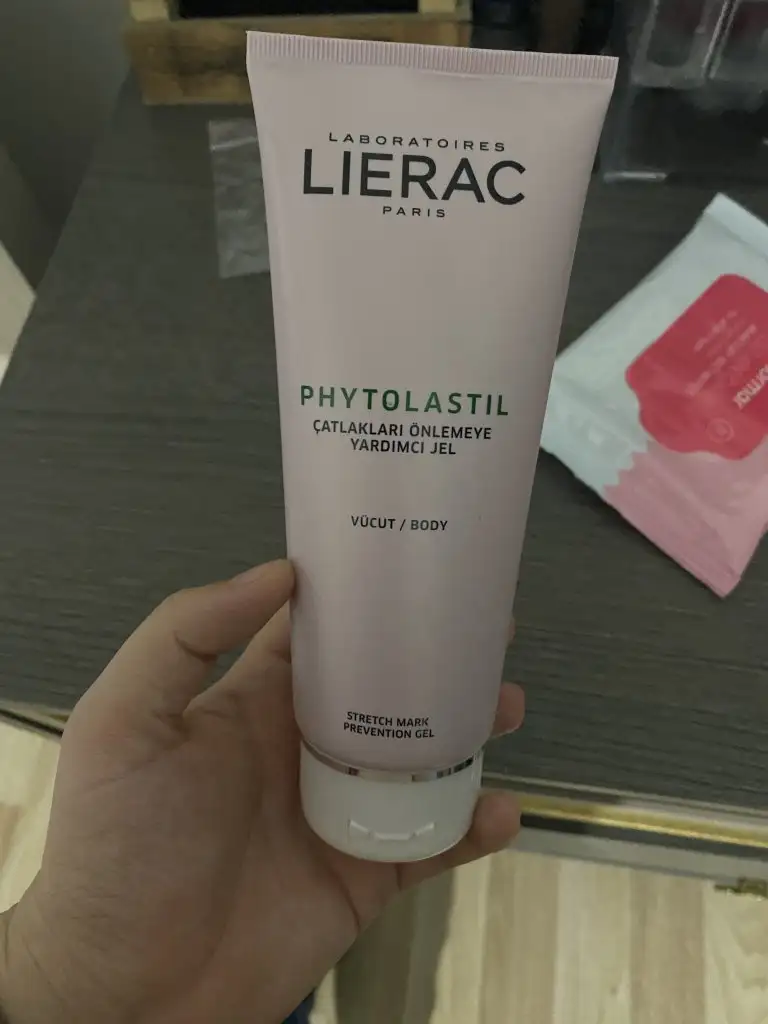 LABORATOIRES
LIERAC
PARIS
PHYTOLASTIL
ÇATLAKLARI ÖNLEMEYE
YARDIMCI JEL
VÜCUT / BODY
STRETCH MARK
PREVENTION GEL